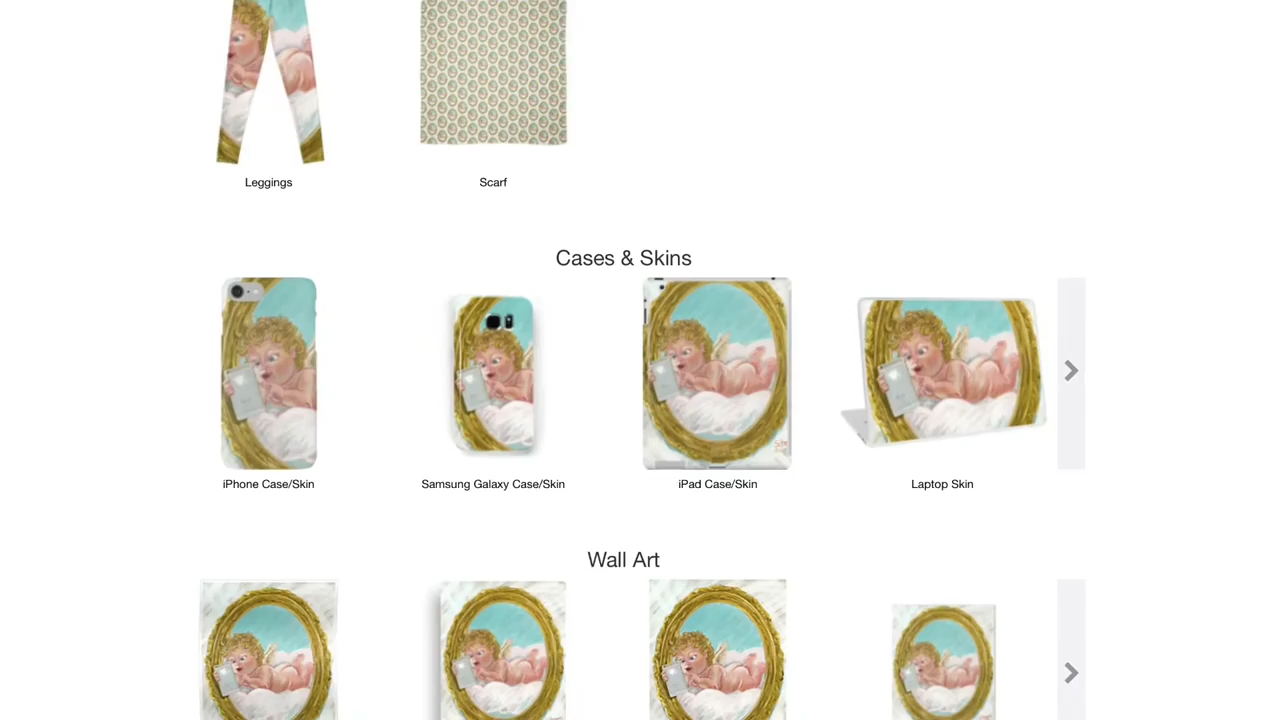 Leggings
Scarf
Cases & Skins
iPhone Case/Skin
Samsung Galaxy Case/Skin
iPad Case/Skin
Laptop Skin
Wall Art